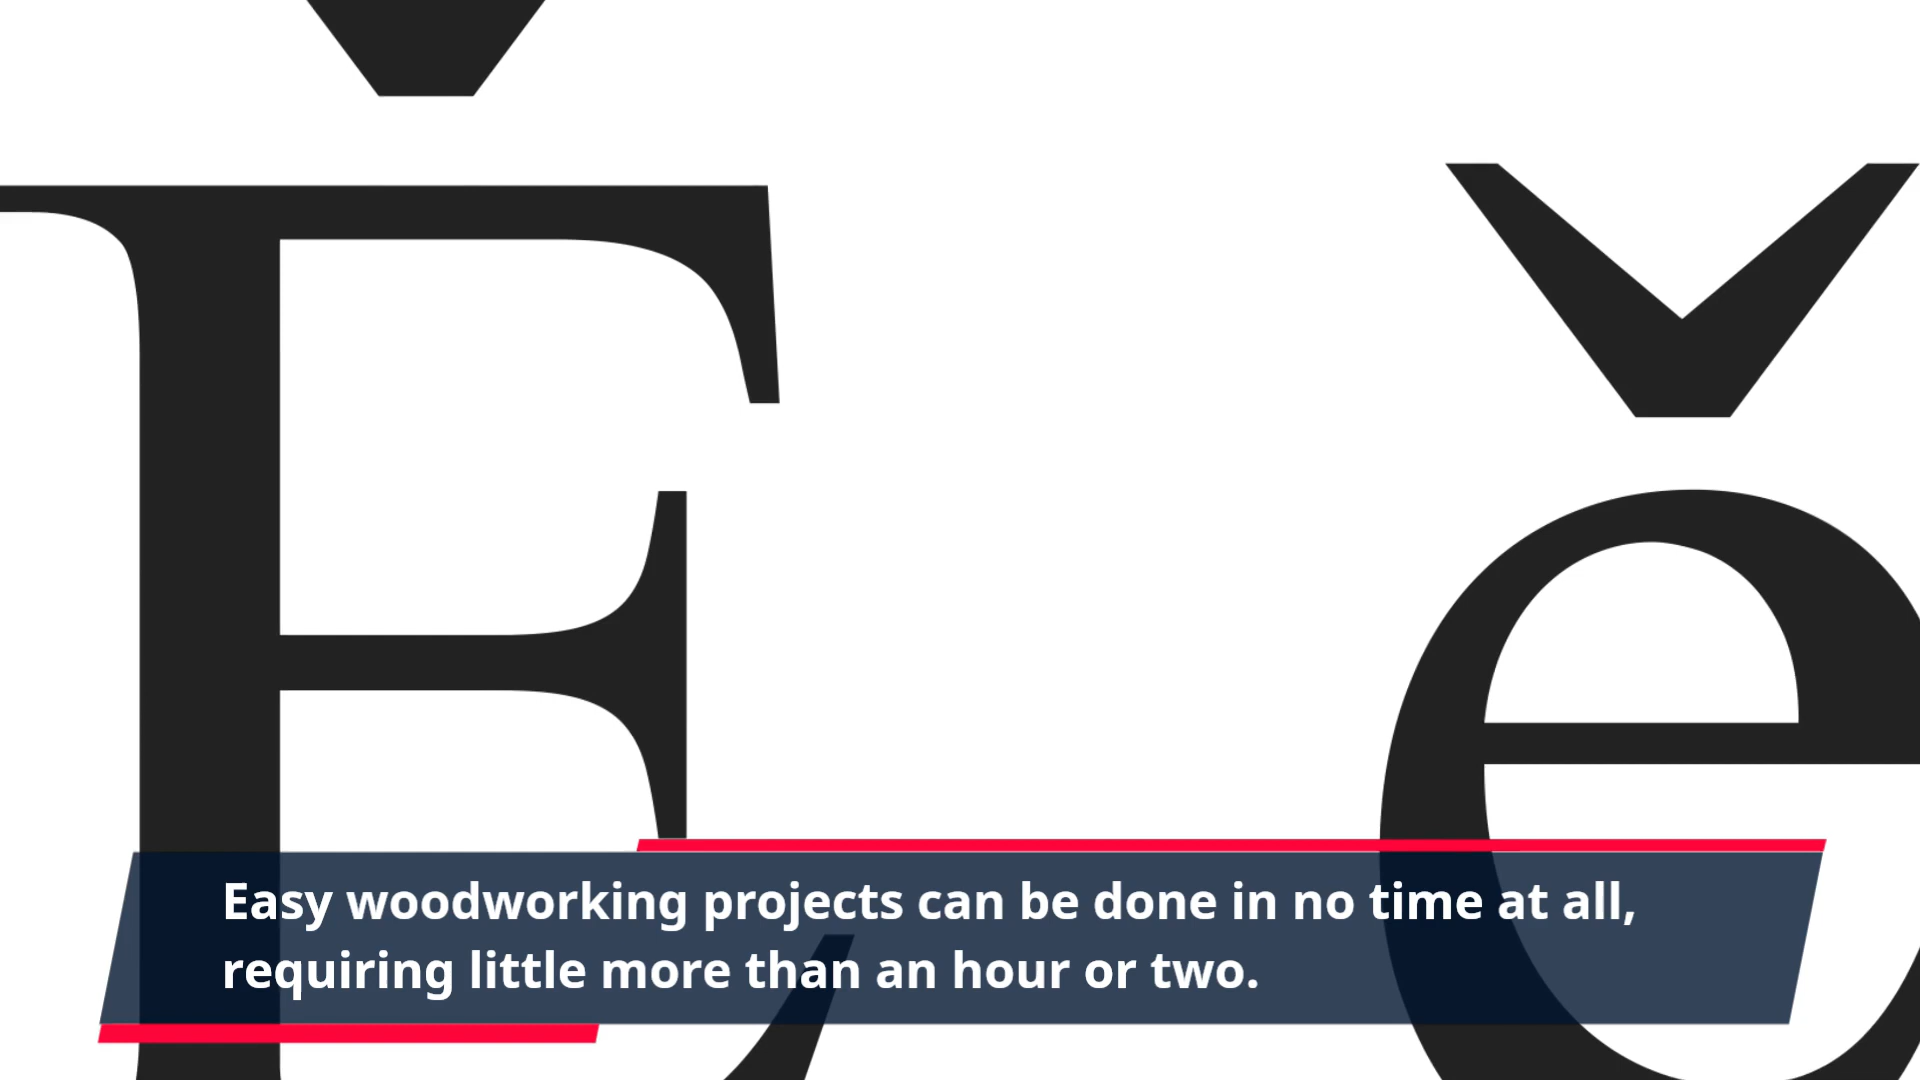 Ě ě
Easy woodworking projects can be done in no time at all,
requiring little more than an hour or two.